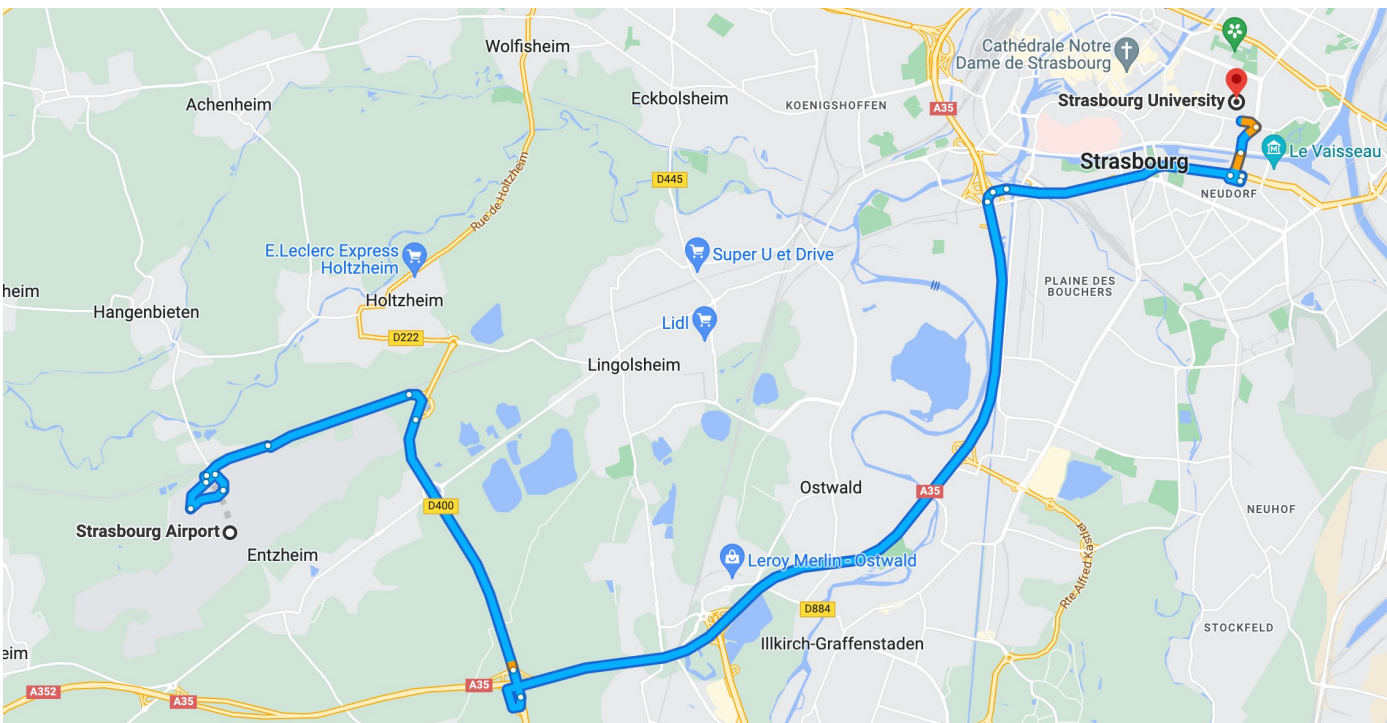 Wolfisheim
Cathédrale Notre
Dame de Strasbourg
Achenheim
Eckbolsheim
KOENIGSHOFFEN
A35
Strasbourg University
Rue de Holtzheim
D445
Strasbourg
Le Vaisseau
NEUDORF
E.Leclerc Express
Holtzheim
Super U et Drive
heim
Holtzheim
PLAINE DES
BOUCHERS
Hangenbieten
Lidl
D222
Lingolsheim
Ostwald
A35
D400
NEUHOF
Strasbourg Airport
Entzheim
Leroy Merlin - Ostwald
Rte Alfred Kastler
D884
STOCKFELD
Illkirch-Graffenstaden
eim
A352
A35
A35